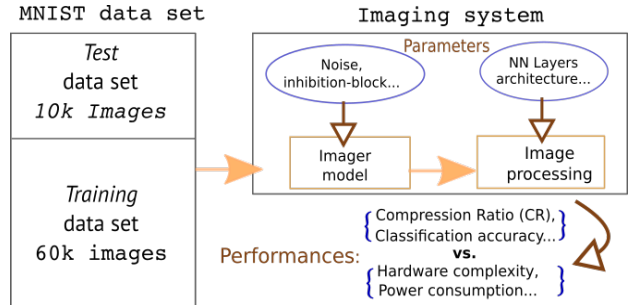 MNIST data set
Test
data set
10k Images
Training
data set
60k images
Imaging system
Parameters
Noise,
inhibition-block...
NN Layers
architecture...
Imager
model
Image
processing
Performances:
Compression Ratio (CR),
Classification accuracy...
vs.
Hardware complexity,
Power consumption...